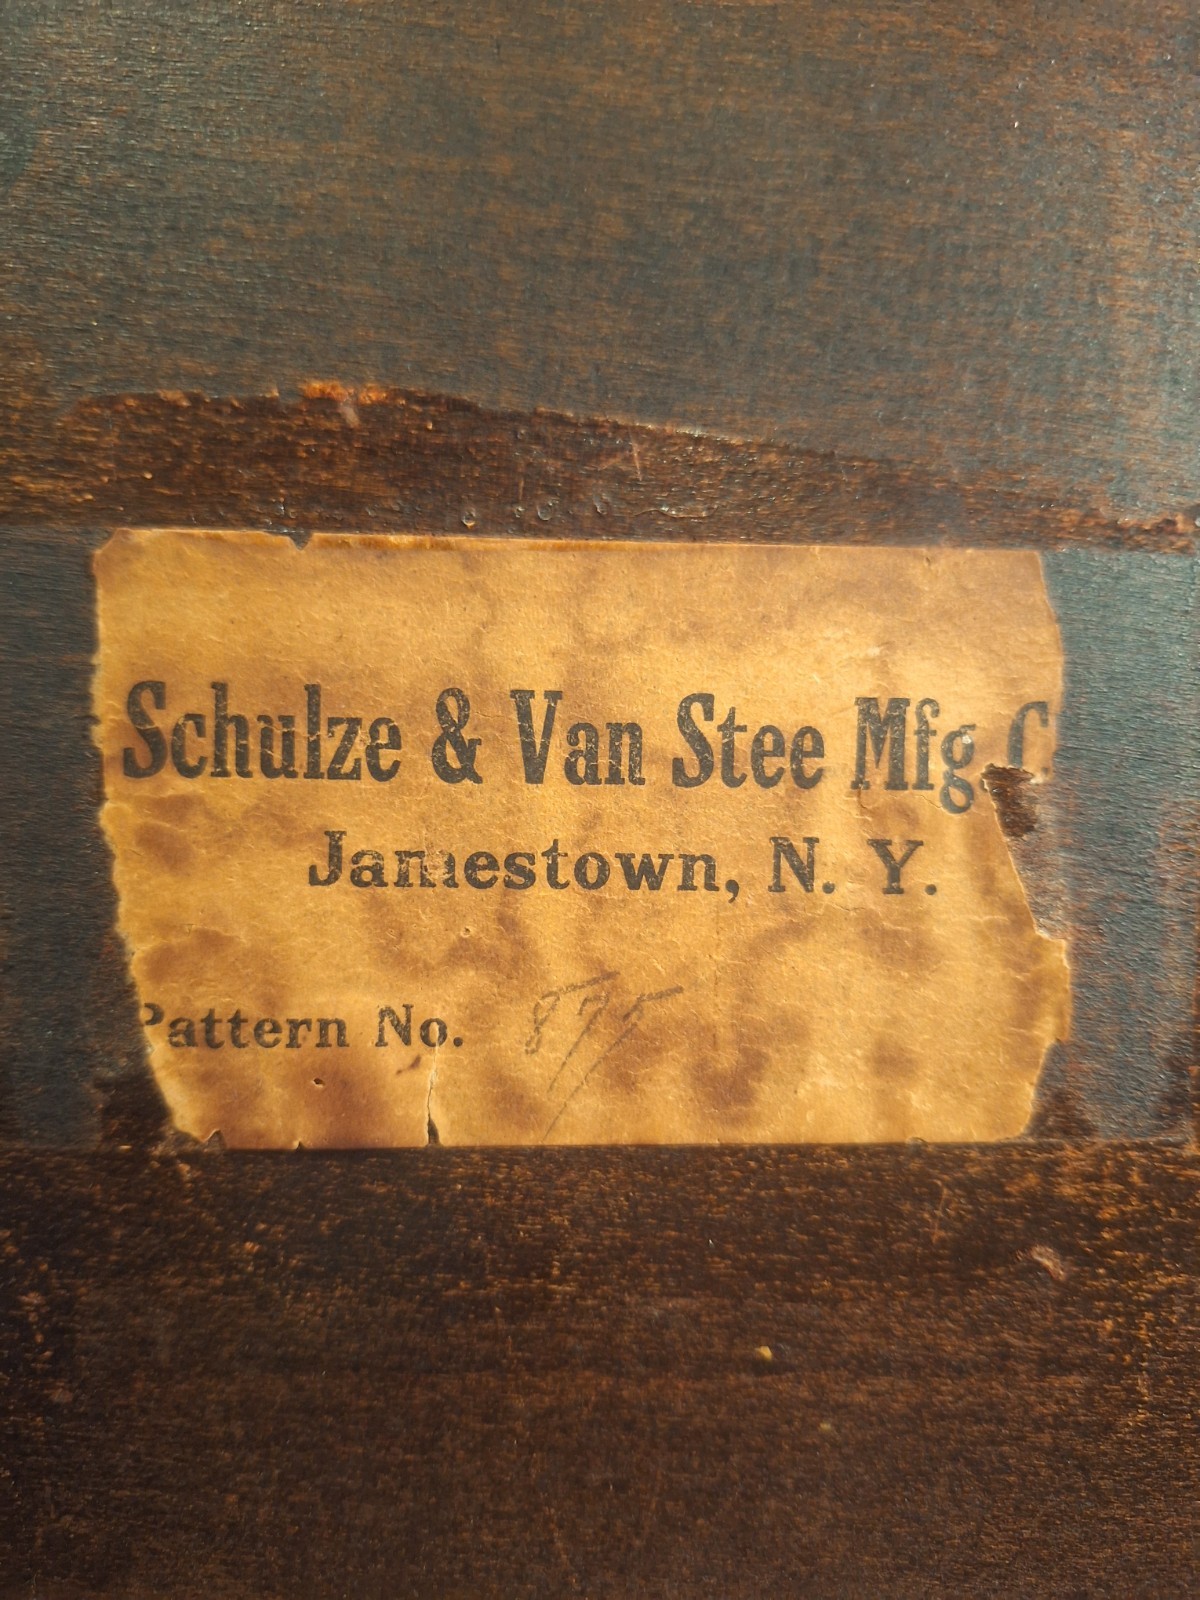 Schulze & Van Stee Mfg. C
Jamestown, N. Y.
Pattern No. 875